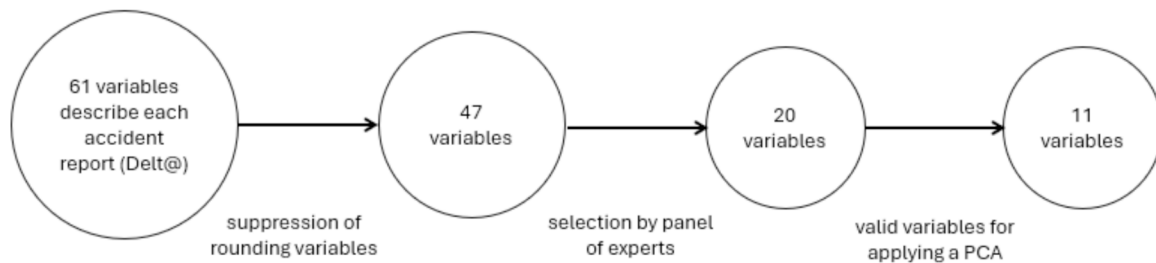 61 variables
describe each
accident
report (Delt@)
suppression of
rounding variables
47
variables
selection by panel
of experts
20
variables
valid variables for
applying a PCA
11
variables